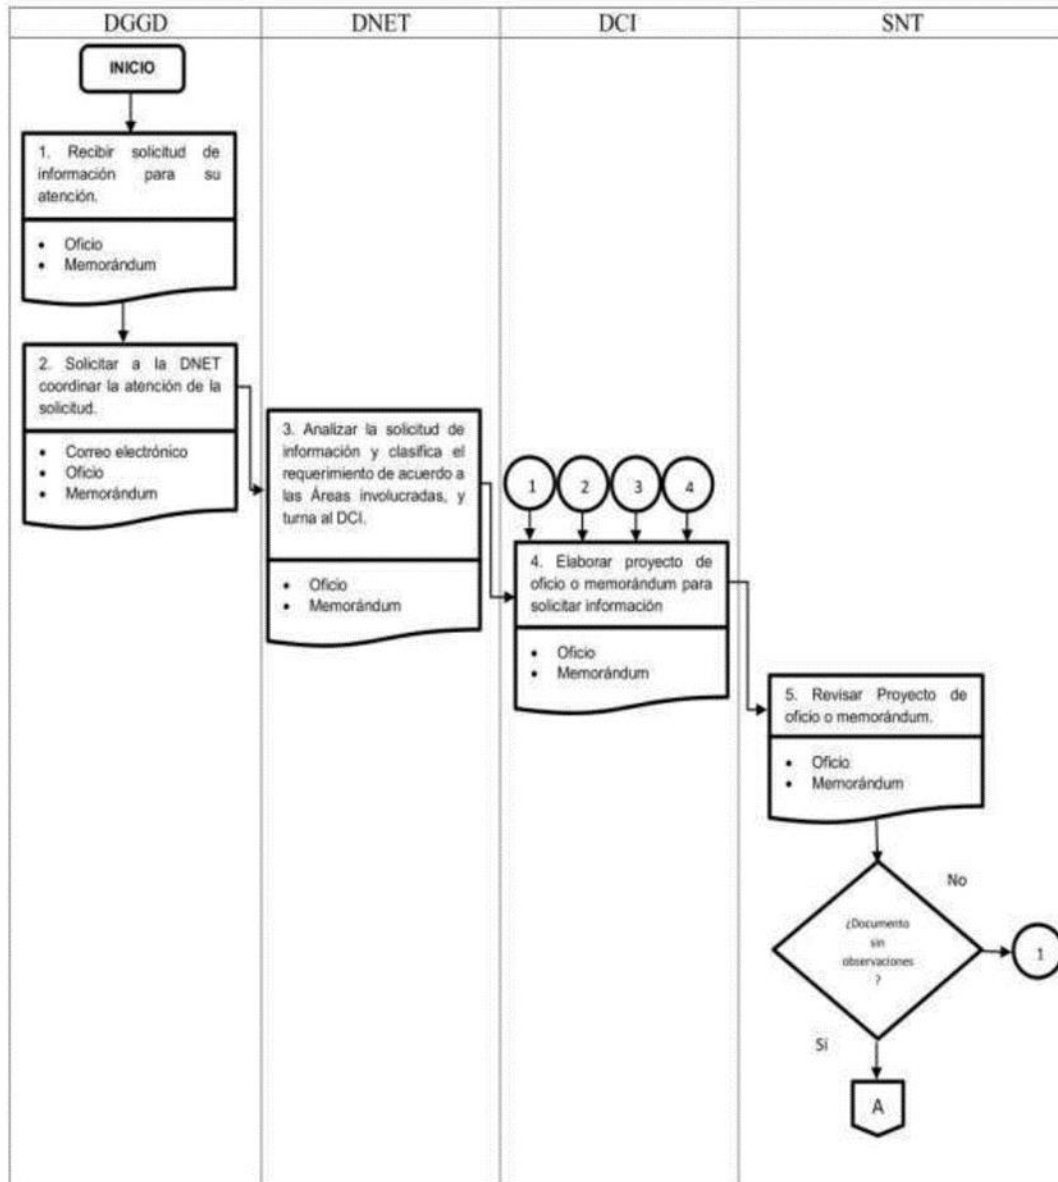 DGGD
DNET
DCI
SNT
INICIO
1. Recibir solicitud de
información para su
atención.
• Oficio
• Memorándum
2. Solicitar a la DNET
coordinar la atención de la
solicitud.
• Correo electrónico
• Oficio
• Memorándum
3. Analizar la solicitud de
información y clasifica el
requerimiento de acuerdo a
las Áreas involucradas, y
turna al DCI.
• Oficio
• Memorándum
1
2
3
4
4. Elaborar proyecto de
oficio o memorándum para
solicitar información
• Oficio
• Memorándum
5. Revisar Proyecto de
oficio o memorándum.
• Oficio
• Memorándum
¿Documento
sin
observaciones
?
No
1
Sí
A